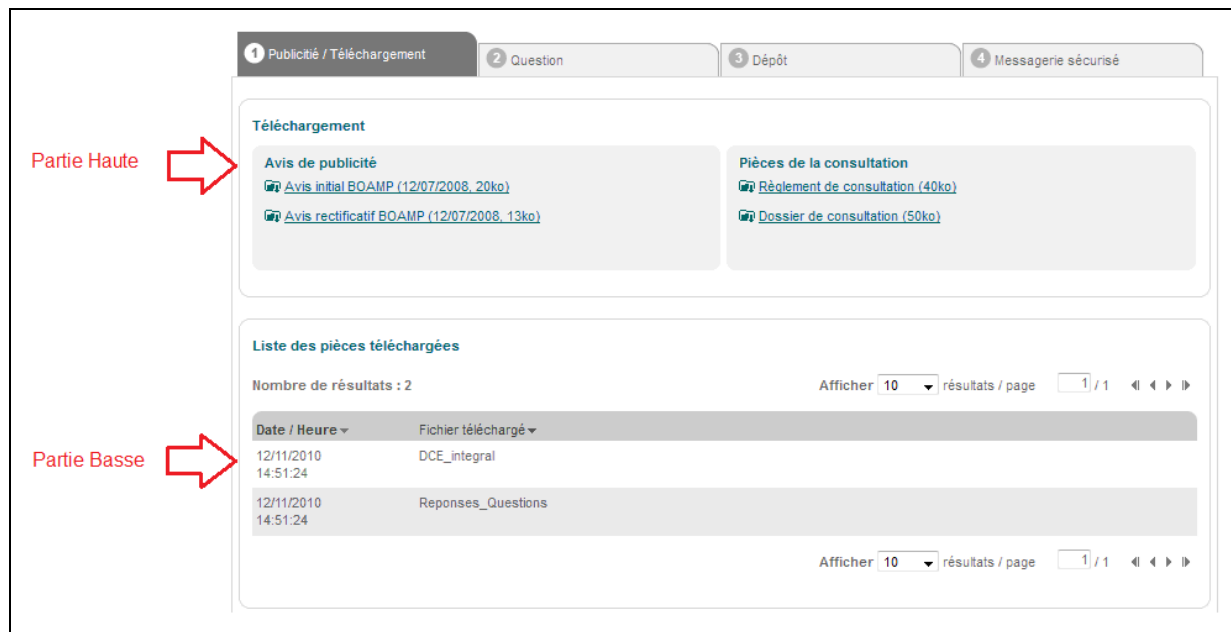 1 Publicitié / Téléchargement
2 Question
3 Dépôt
4 Messagerie sécurisé
Téléchargement
Partie Haute
Avis de publicité
Avis initial BOAMP (12/07/2008, 20ko)
Avis rectificatif BOAMP (12/07/2008, 13ko)
Pièces de la consultation
Règlement de consultation (40ko)
Dossier de consultation (50ko)
Liste des pièces téléchargées
Nombre de résultats : 2
Afficher 10 résultats / page 1 / 1
Date / Heure Fichier téléchargé
Partie Basse
12/11/2010 DCE_integral
14:51:24
12/11/2010 Reponses_Questions
14:51:24
Afficher 10 résultats / page 1 / 1